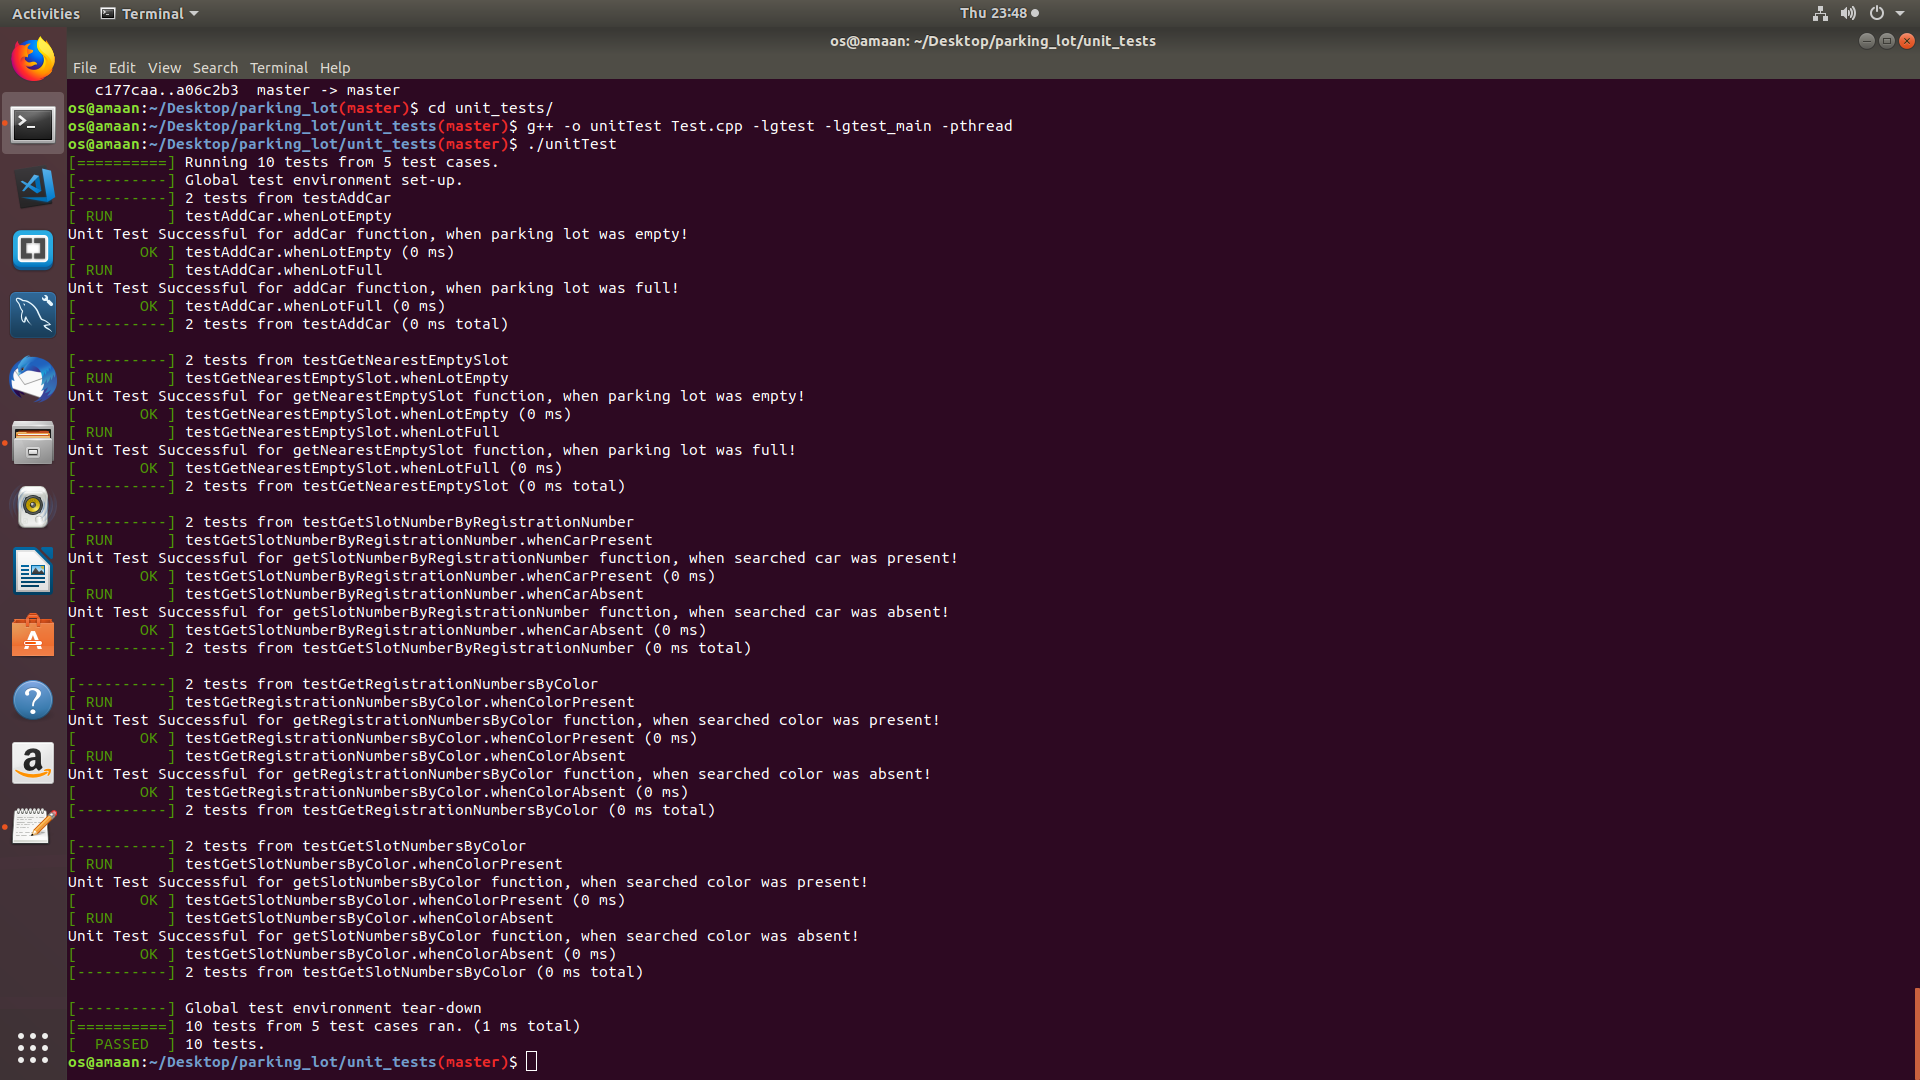 Activities Terminal Thu 23:48
os@amaan: ~/Desktop/parking_lot/unit_tests
File Edit View Search Terminal Help
   c177caa..a06c2b3  master -> master
os@amaan:~/Desktop/parking_lot(master)$ cd unit_tests/
os@amaan:~/Desktop/parking_lot/unit_tests(master)$ g++ -o unitTest Test.cpp -lgtest -lgtest_main -pthread
os@amaan:~/Desktop/parking_lot/unit_tests(master)$ ./unitTest
[==========] Running 10 tests from 5 test cases.
[----------] Global test environment set-up.
[----------] 2 tests from testAddCar
[ RUN      ] testAddCar.whenLotEmpty
Unit Test Successful for addCar function, when parking lot was empty!
[       OK ] testAddCar.whenLotEmpty (0 ms)
[ RUN      ] testAddCar.whenLotFull
Unit Test Successful for addCar function, when parking lot was full!
[       OK ] testAddCar.whenLotFull (0 ms)
[----------] 2 tests from testAddCar (0 ms total)

[----------] 2 tests from testGetNearestEmptySlot
[ RUN      ] testGetNearestEmptySlot.whenLotEmpty
Unit Test Successful for getNearestEmptySlot function, when parking lot was empty!
[       OK ] testGetNearestEmptySlot.whenLotEmpty (0 ms)
[ RUN      ] testGetNearestEmptySlot.whenLotFull
Unit Test Successful for getNearestEmptySlot function, when parking lot was full!
[       OK ] testGetNearestEmptySlot.whenLotFull (0 ms)
[----------] 2 tests from testGetNearestEmptySlot (0 ms total)

[----------] 2 tests from testGetSlotNumberByRegistrationNumber
[ RUN      ] testGetSlotNumberByRegistrationNumber.whenCarPresent
Unit Test Successful for getSlotNumberByRegistrationNumber function, when searched car was present!
[       OK ] testGetSlotNumberByRegistrationNumber.whenCarPresent (0 ms)
[ RUN      ] testGetSlotNumberByRegistrationNumber.whenCarAbsent
Unit Test Successful for getSlotNumberByRegistrationNumber function, when searched car was absent!
[       OK ] testGetSlotNumberByRegistrationNumber.whenCarAbsent (0 ms)
[----------] 2 tests from testGetSlotNumberByRegistrationNumber (0 ms total)

[----------] 2 tests from testGetRegistrationNumbersByColor
[ RUN      ] testGetRegistrationNumbersByColor.whenColorPresent
Unit Test Successful for getRegistrationNumbersByColor function, when searched color was present!
[       OK ] testGetRegistrationNumbersByColor.whenColorPresent (0 ms)
[ RUN      ] testGetRegistrationNumbersByColor.whenColorAbsent
Unit Test Successful for getRegistrationNumbersByColor function, when searched color was absent!
[       OK ] testGetRegistrationNumbersByColor.whenColorAbsent (0 ms)
[----------] 2 tests from testGetRegistrationNumbersByColor (0 ms total)

[----------] 2 tests from testGetSlotNumbersByColor
[ RUN      ] testGetSlotNumbersByColor.whenColorPresent
Unit Test Successful for getSlotNumbersByColor function, when searched color was present!
[       OK ] testGetSlotNumbersByColor.whenColorPresent (0 ms)
[ RUN      ] testGetSlotNumbersByColor.whenColorAbsent
Unit Test Successful for getSlotNumbersByColor function, when searched color was absent!
[       OK ] testGetSlotNumbersByColor.whenColorAbsent (0 ms)
[----------] 2 tests from testGetSlotNumbersByColor (0 ms total)

[----------] Global test environment tear-down
[==========] 10 tests from 5 test cases ran. (1 ms total)
[  PASSED  ] 10 tests.
os@amaan:~/Desktop/parking_lot/unit_tests(master)$